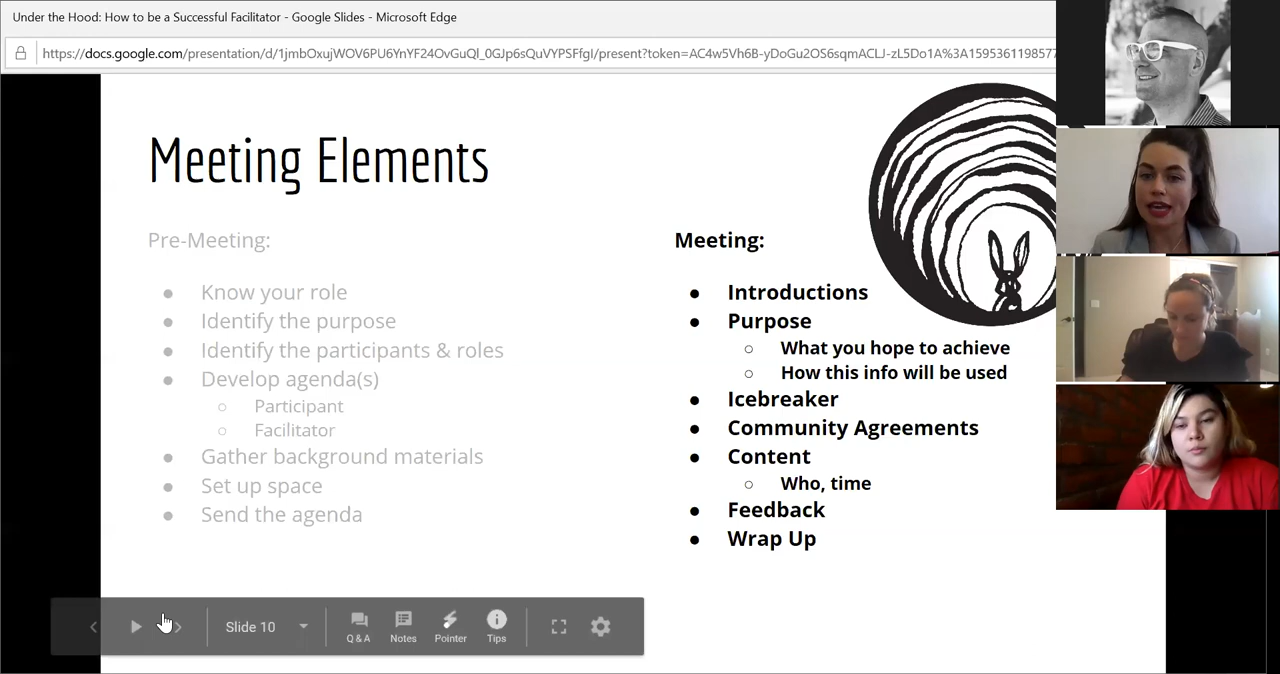 Under the Hood: How to be a Successful Facilitator - Google Slides - Microsoft Edge
https://docs.google.com/presentation/d/1jmbOxujWOV6PU6YnYF24OvGuQl_0GJp6sQuVYPSFfgI/present?token=AC4w5Vh6B-yDoGu2OS6sqmACLJ-zL5Do1A%3A1595361198577
Meeting Elements
Pre-Meeting:
● Know your role
● Identify the purpose
● Identify the participants & roles
● Develop agenda(s)
○ Participant
○ Facilitator
● Gather background materials
● Set up space
● Send the agenda
Meeting:
● Introductions
● Purpose
○ What you hope to achieve
○ How this info will be used
● Icebreaker
● Community Agreements
● Content
○ Who, time
● Feedback
● Wrap Up
Slide 10
Q & A
Notes
Pointer
Tips